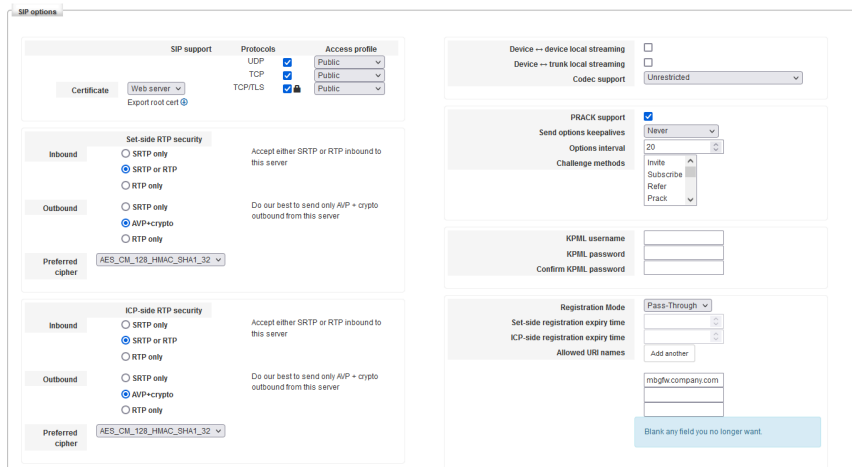 SIP options
SIP support Protocols Access profile
UDP Public
TCP Public
Certificate Web server TCP/TLS Public
Export root cert
Set-side RTP security
Inbound SRTP only Accept either SRTP or RTP inbound to
SRTP or RTP this server
RTP only
Outbound SRTP only Do our best to send only AVP + crypto
AVP+crypto outbound from this server
RTP only
Preferred AES_CM_128_HMAC_SHA1_32
cipher
ICP-side RTP security
Inbound SRTP only Accept either SRTP or RTP inbound to
SRTP or RTP this server
RTP only
Outbound SRTP only Do our best to send only AVP + crypto
AVP+crypto outbound from this server
RTP only
Preferred AES_CM_128_HMAC_SHA1_32
cipher
Device ↔ device local streaming
Device ↔ trunk local streaming
Codec support Unrestricted
PRACK support
Send options keepalives Never
Options interval 20
Challenge methods Invite
Subscribe
Refer
Prack
KPML username
KPML password
Confirm KPML password
Registration Mode Pass-Through
Set-side registration expiry time
ICP-side registration expiry time
Allowed URI names Add another
mbgfw.company.com
Blank any field you no longer want.